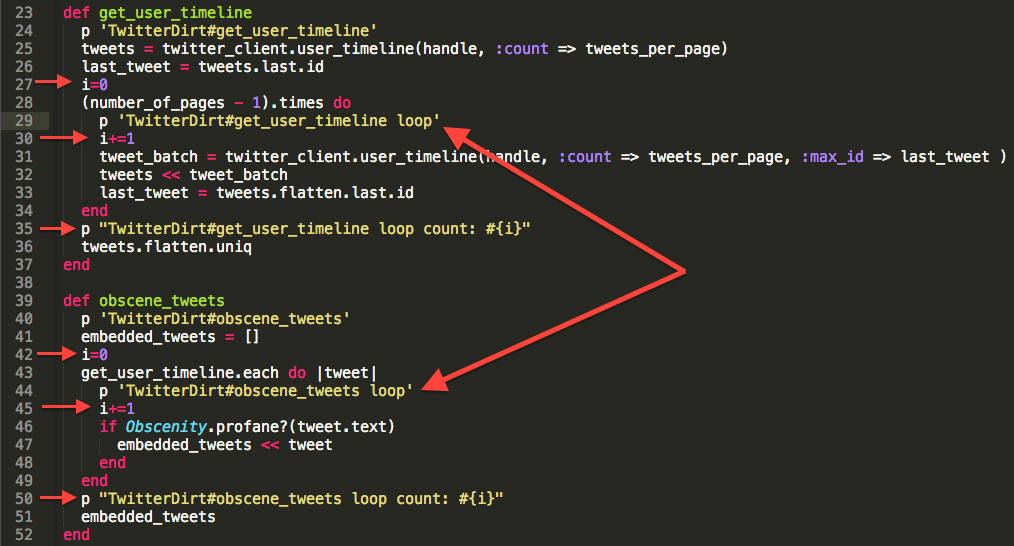 23 def get_user_timeline
24 p 'TwitterDirt#get_user_timeline'
25 tweets = twitter_client.user_timeline(handle, :count => tweets_per_page)
26 last_tweet = tweets.last.id
27 i=0
28 (number_of_pages - 1).times do
29 p 'TwitterDirt#get_user_timeline loop'
30 i+=1
31 tweet_batch = twitter_client.user_timeline(handle, :count => tweets_per_page, :max_id => last_tweet )
32 tweets << tweet_batch
33 last_tweet = tweets.flatten.last.id
34 end
35 p "TwitterDirt#get_user_timeline loop count: #{i}"
36 tweets.flatten.uniq
37 end
38
39 def obscene_tweets
40 p 'TwitterDirt#obscene_tweets'
41 embedded_tweets = []
42 i=0
43 get_user_timeline.each do |tweet|
44 p 'TwitterDirt#obscene_tweets loop'
45 i+=1
46 if Obscenity.profane?(tweet.text)
47 embedded_tweets << tweet
48 end
49 end
50 p "TwitterDirt#obscene_tweets loop count: #{i}"
51 embedded_tweets
52 end